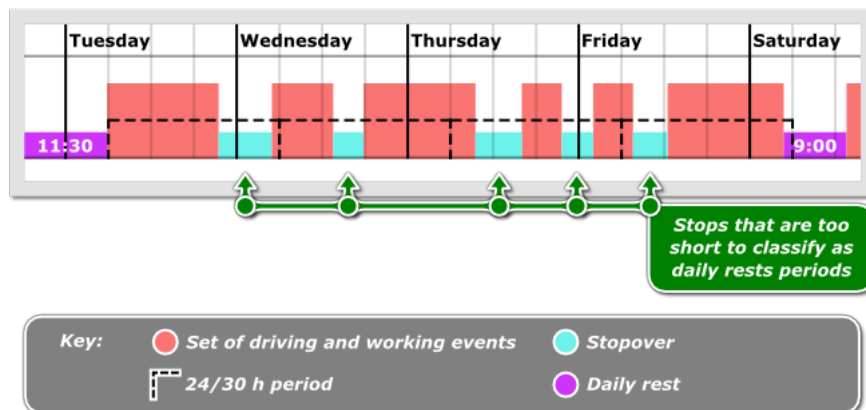 Tuesday Wednesday Thursday Friday Saturday
11:30 9:00
Stops that are too
short to classify as
daily rests periods
Key: Set of driving and working events Stopover
24/30 h period Daily rest